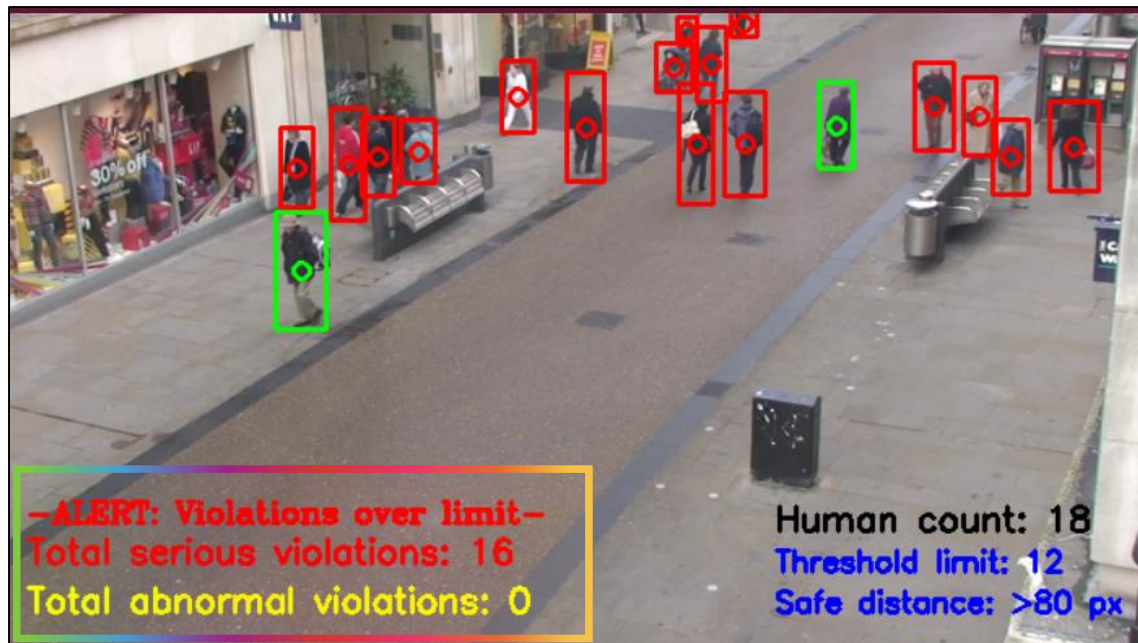 30% off
GAP
-ALERT: Violations over limit-
Total serious violations: 16
Total abnormal violations: 0
Human count: 18
Threshold limit: 12
Safe distance: >80 px